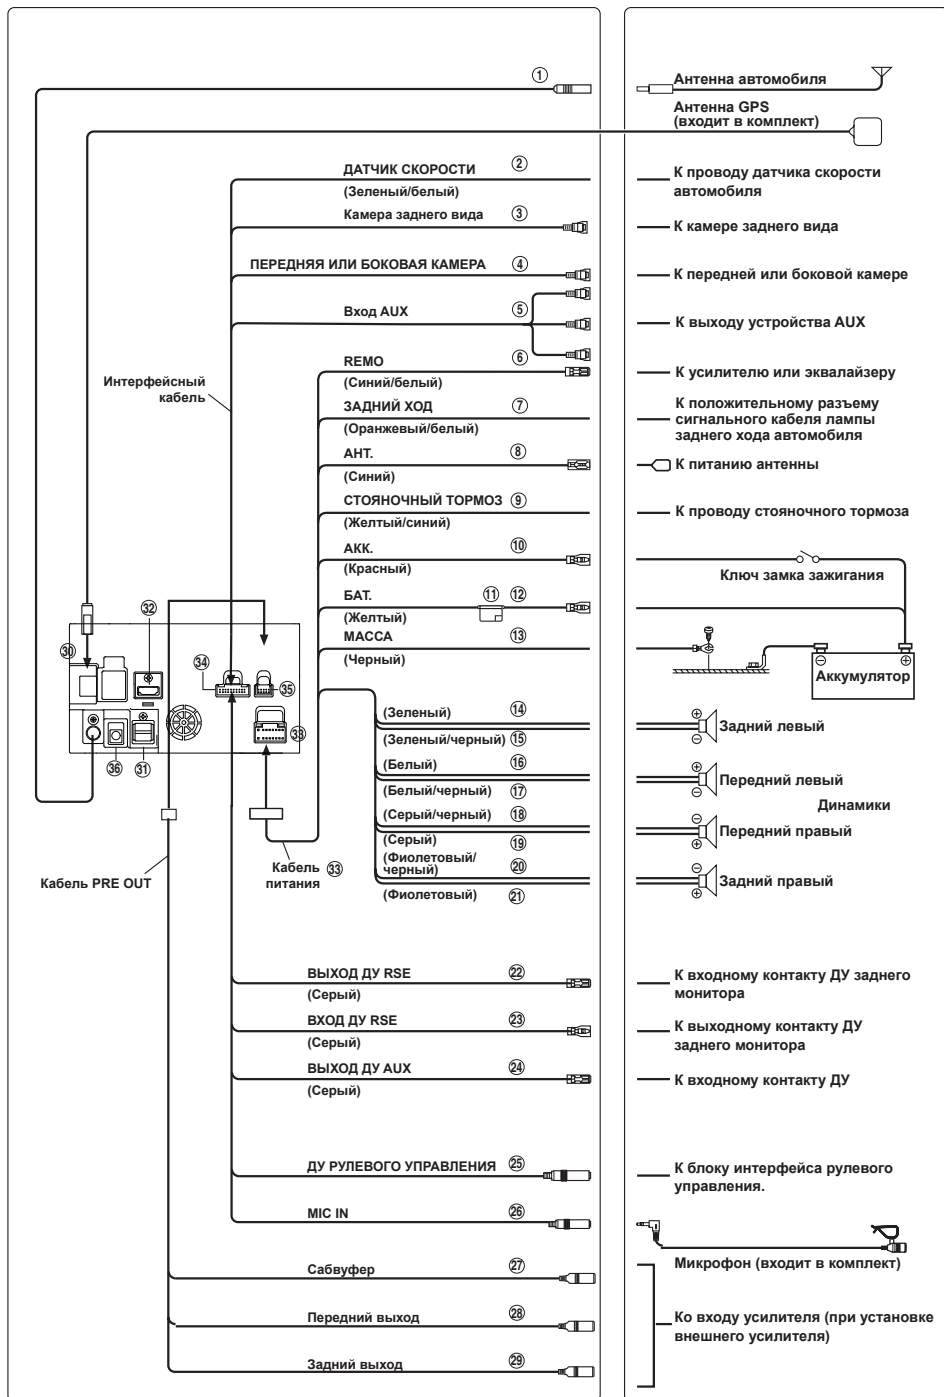 ①
Антенна автомобиля
Антенна GPS
(входит в комплект)
ДАТЧИК СКОРОСТИ ②
(Зеленый/белый)
К проводу датчика скорости
автомобиля
Камера заднего вида ③
К камере заднего вида
ПЕРЕДНЯЯ ИЛИ БОКОВАЯ КАМЕРА ④
К передней или боковой камере
Вход AUX ⑤
К выходу устройства AUX
Интерфейсный
кабель
REMO ⑥
(Синий/белый)
К усилителю или эквалайзеру
ЗАДНИЙ ХОД ⑦
(Оранжевый/белый)
К положительному разъему
сигнального кабеля лампы
заднего хода автомобиля
АНТ. ⑧
(Синий)
К питанию антенны
СТОЯНОЧНЫЙ ТОРМОЗ ⑨
(Желтый/синий)
К проводу стояночного тормоза
АКК. ⑩
(Красный)
Ключ замка зажигания
БАТ. ⑪ ⑫
(Желтый)
МАССА ⑬
(Черный)
⊖ ⊕
Аккумулятор
㉚ ㉜ ㉞ ㉟ ㉝ ㊱ ㉛
(Зеленый) ⑭
(Зеленый/черный) ⑮
⊕ Задний левый ⊖
(Белый) ⑯
(Белый/черный) ⑰
⊕ Передний левый ⊖
Динамики
(Серый/черный) ⑱
(Серый) ⑲
⊖ Передний правый ⊕
(Фиолетовый/
черный) ⑳
(Фиолетовый) ㉑
⊖ Задний правый ⊕
Кабель PRE OUT
Кабель ㉝
питания
ВЫХОД ДУ RSE ㉒
(Серый)
К входному контакту ДУ заднего
монитора
ВХОД ДУ RSE ㉓
(Серый)
К выходному контакту ДУ
заднего монитора
ВЫХОД ДУ AUX ㉔
(Серый)
К входному контакту ДУ
ДУ РУЛЕВОГО УПРАВЛЕНИЯ ㉕
К блоку интерфейса рулевого
управления.
MIC IN ㉖
Микрофон (входит в комплект)
Сабвуфер ㉗
Передний выход ㉘
Ко входу усилителя (при установке
внешнего усилителя)
Задний выход ㉙